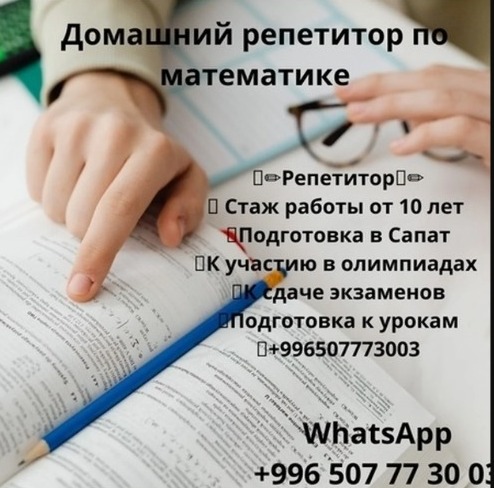 Домашний репетитор по
математике
✏Репетитор✏
Стаж работы от 10 лет
Подготовка в Сапат
К участию в олимпиадах
К сдаче экзаменов
Подготовка к урокам
+996507773003
WhatsApp
+996 507 77 30 03